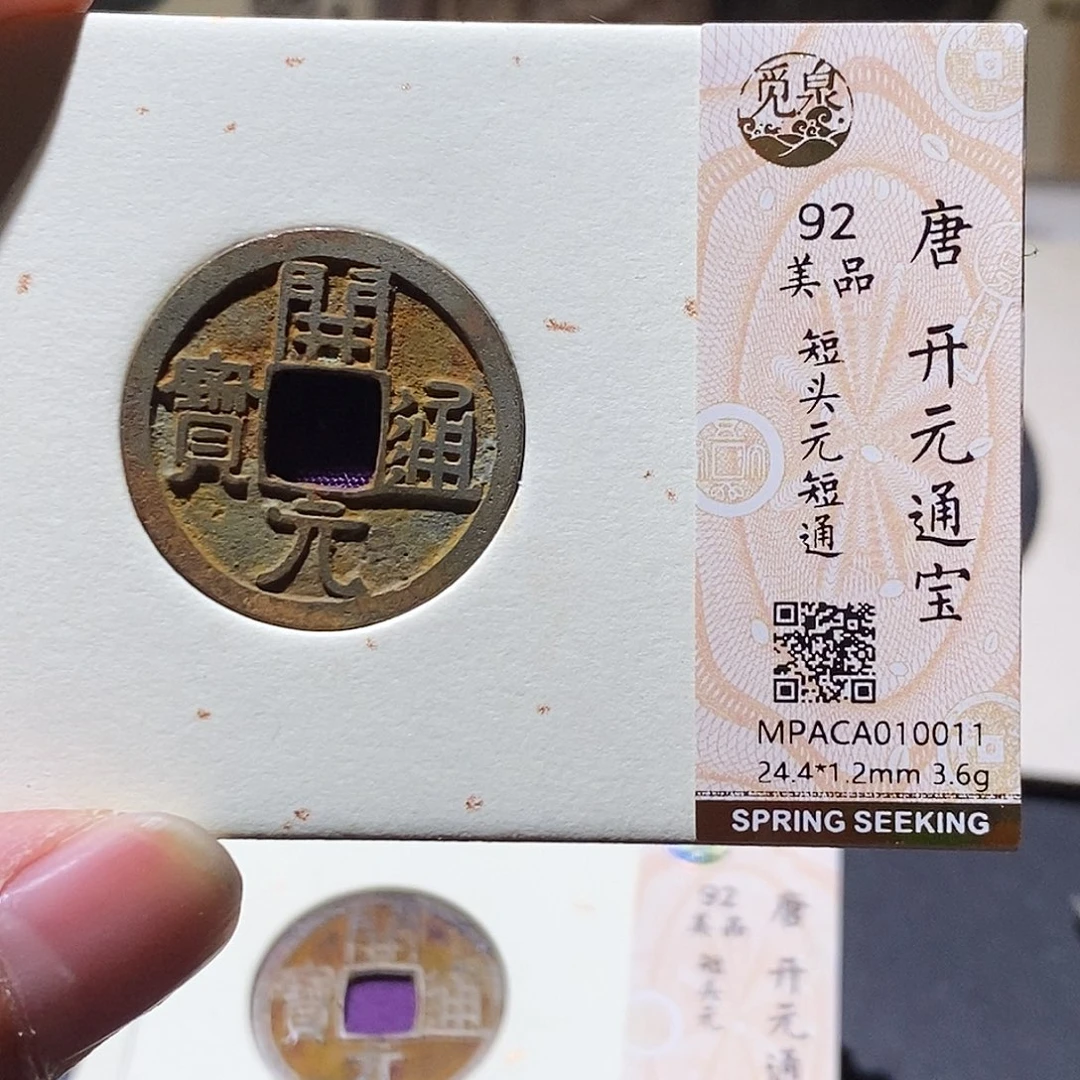 開
通
元
寶
觅泉
唐 开元通宝
92
美品
短头元短通
MPACA010011
24.4*1.2mm 3.6g
SPRING SEEKING
唐 开元通
92
美品
短头元
寶
通